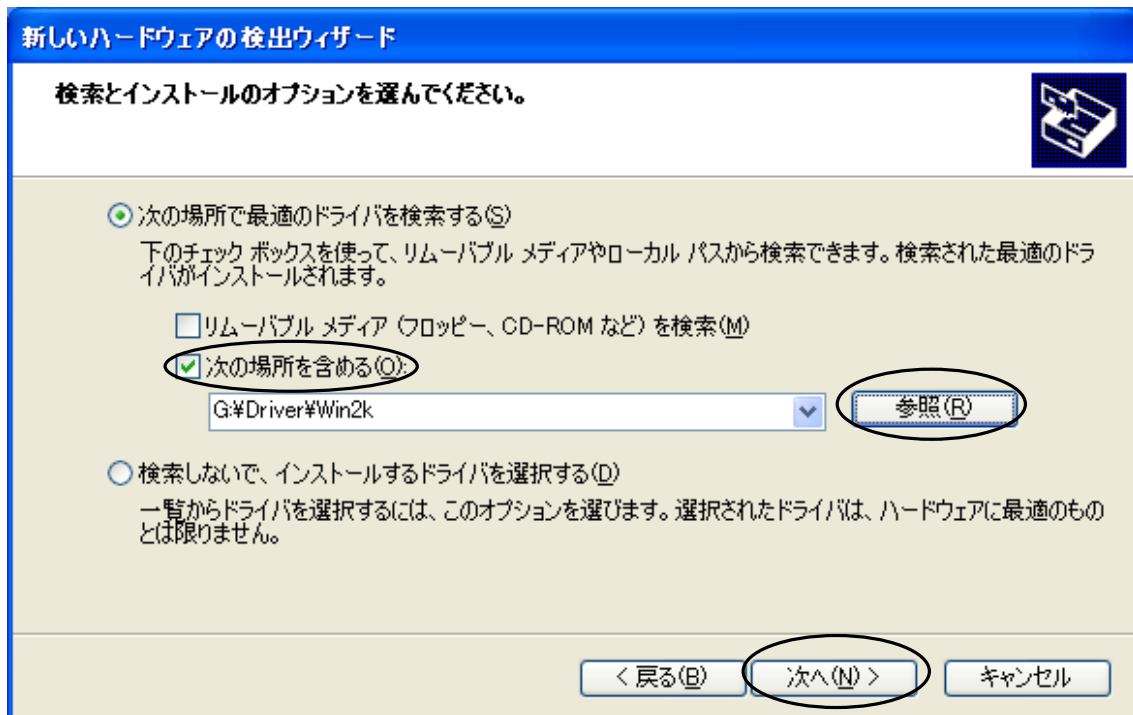 新しいハードウェアの検出ウィザード
検索とインストールのオプションを選んでください。
次の場所で最適のドライバを検索する(S)
下のチェック ボックスを使って、リムーバブル メディアやローカル パスから検索できます。検索された最適のドラ
イバがインストールされます。
リムーバブル メディア (フロッピー、CD-ROM など) を検索(M)
次の場所を含める(O):
G:¥Driver¥Win2k
参照(R)
検索しないで、インストールするドライバを選択する(D)
一覧からドライバを選択するには、このオプションを選びます。選択されたドライバは、ハードウェアに最適のもの
とは限りません。
< 戻る(B)
次へ(N) >
キャンセル